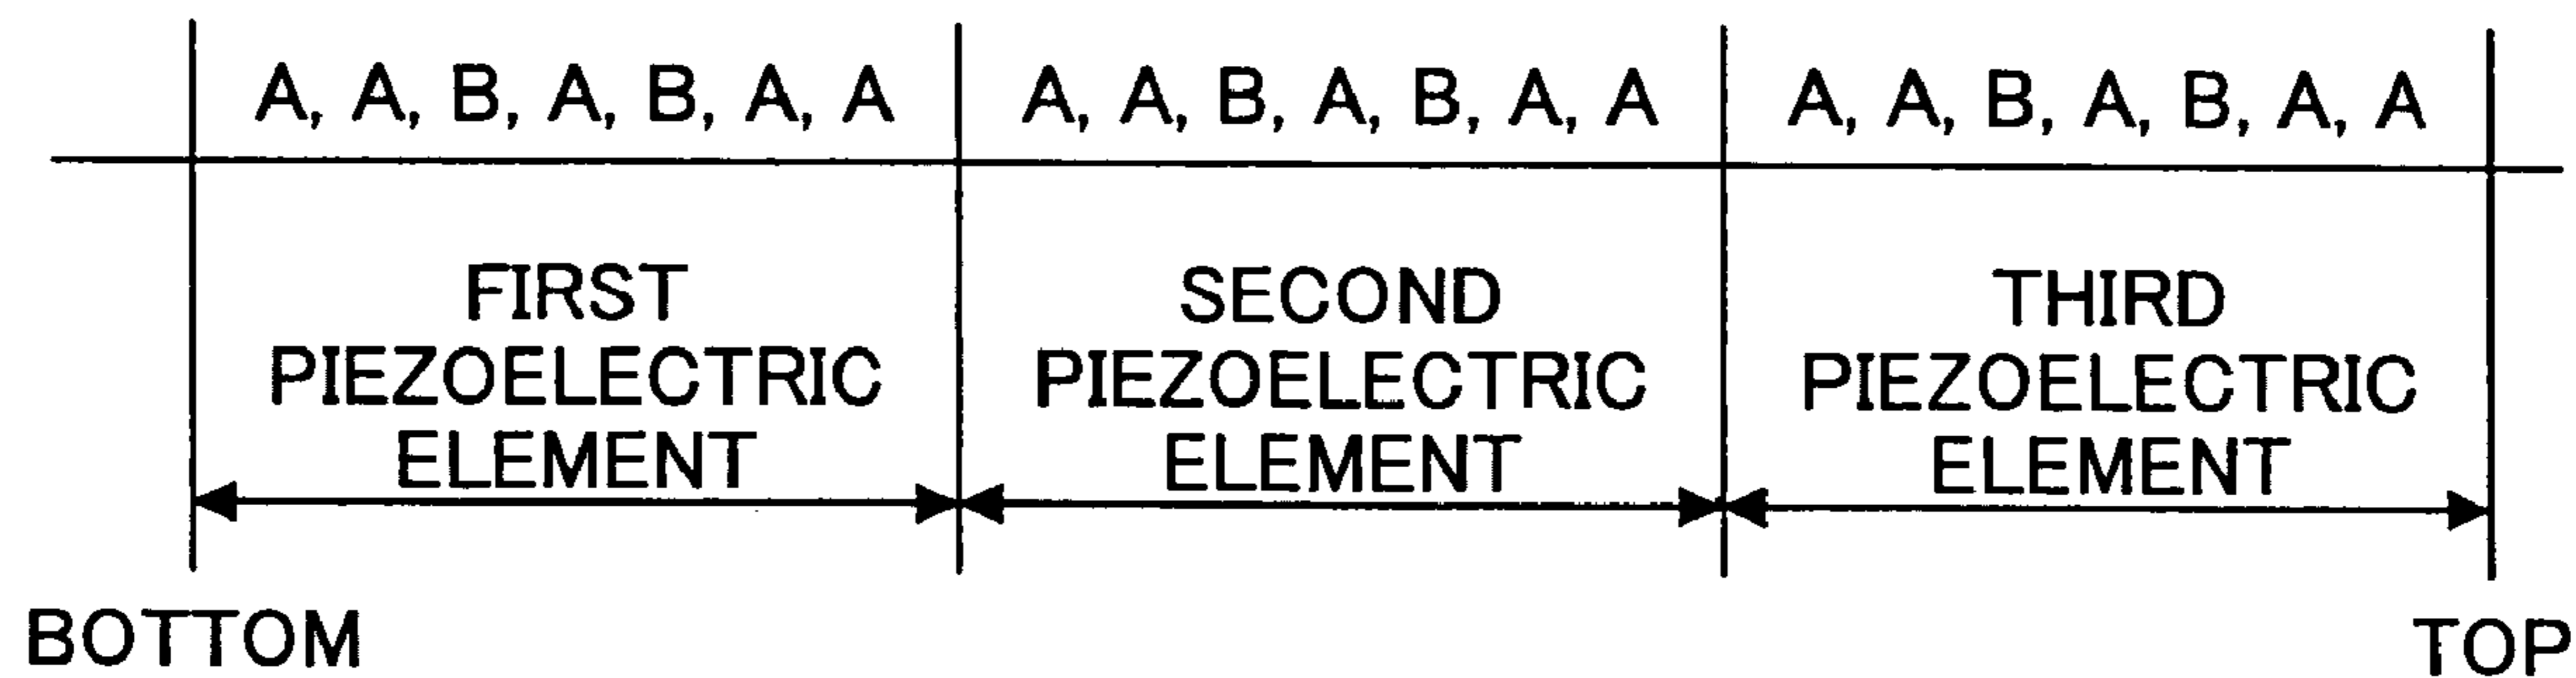 A, A, B, A, B, A, A
A, A, B, A, B, A, A
A, A, B, A, B, A, A
FIRST
PIEZOELECTRIC
ELEMENT
SECOND
PIEZOELECTRIC
ELEMENT
THIRD
PIEZOELECTRIC
ELEMENT
BOTTOM
TOP